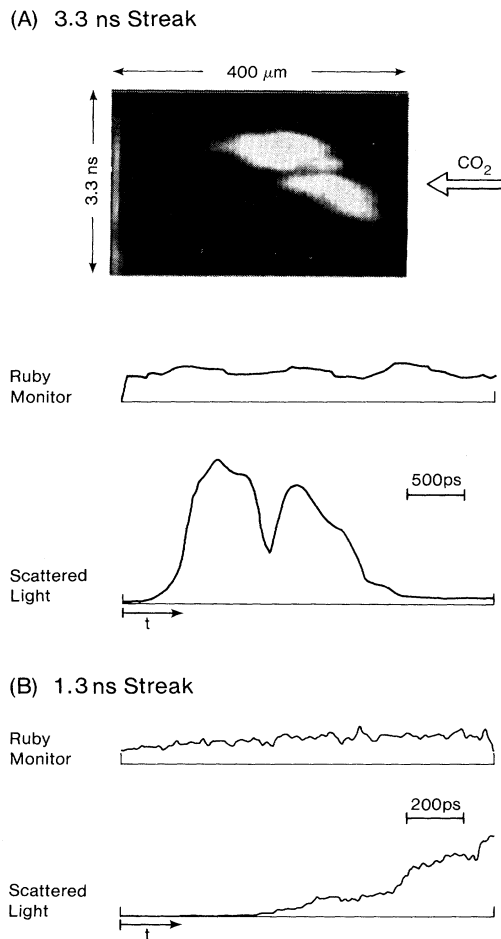 (A) 3.3 ns Streak
400 μm
3.3 ns
CO2
Ruby
Monitor
500ps
Scattered
Light
t
(B) 1.3 ns Streak
Ruby
Monitor
200ps
Scattered
Light
t